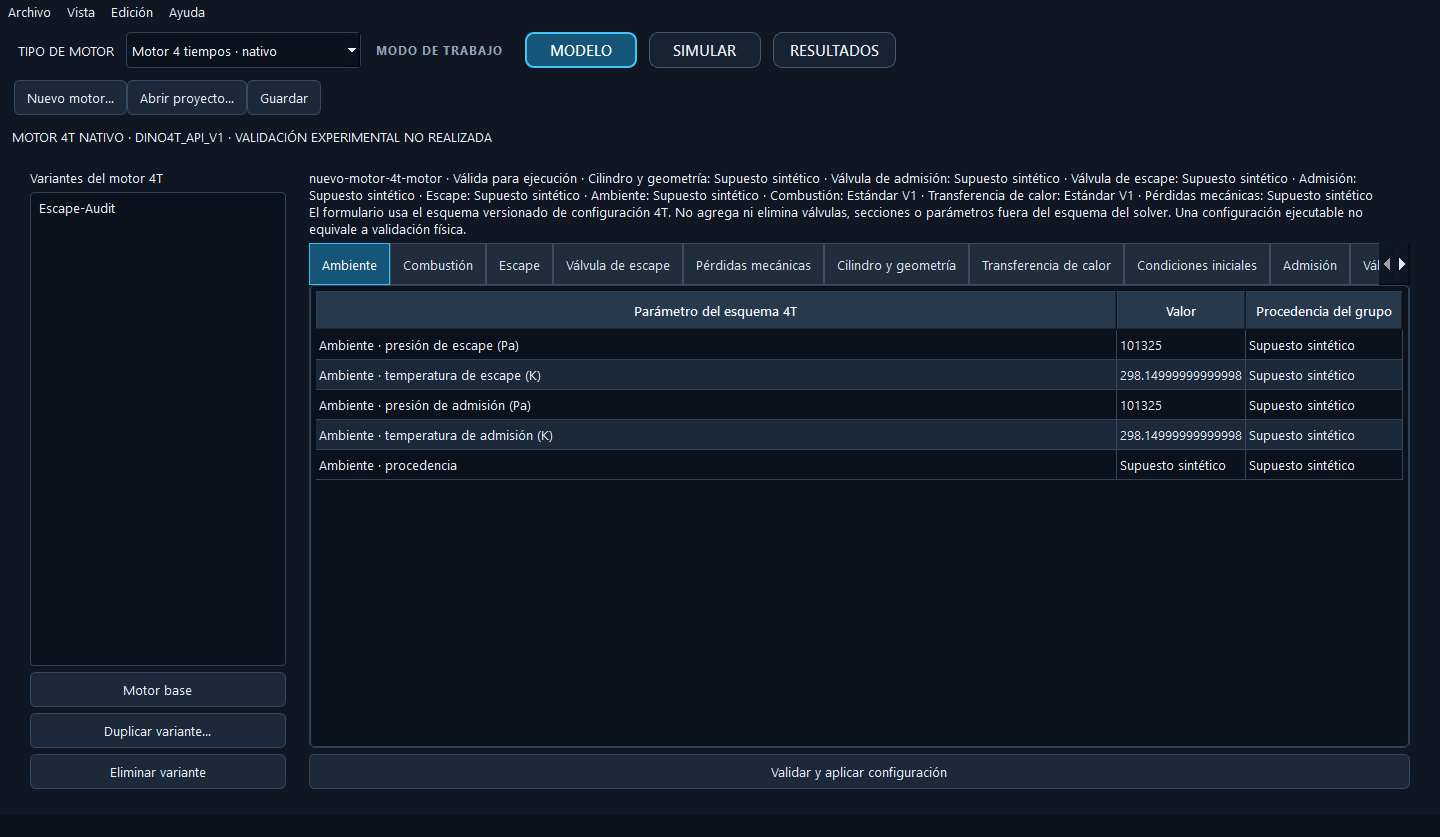 Archivo Vista Edición Ayuda
TIPO DE MOTOR Motor 4 tiempos · nativo MODO DE TRABAJO MODELO SIMULAR RESULTADOS
Nuevo motor... Abrir proyecto... Guardar
MOTOR 4T NATIVO · DINO4T_API_V1 · VALIDACIÓN EXPERIMENTAL NO REALIZADA
Variantes del motor 4T
Escape-Audit
Motor base
Duplicar variante...
Eliminar variante
nuevo-motor-4t-motor · Válida para ejecución · Cilindro y geometría: Supuesto sintético · Válvula de admisión: Supuesto sintético · Válvula de escape: Supuesto sintético · Admisión:
Supuesto sintético · Escape: Supuesto sintético · Ambiente: Supuesto sintético · Combustión: Estándar V1 · Transferencia de calor: Estándar V1 · Pérdidas mecánicas: Supuesto sintético
El formulario usa el esquema versionado de configuración 4T. No agrega ni elimina válvulas, secciones o parámetros fuera del esquema del solver. Una configuración ejecutable no
equivale a validación física.
Ambiente Combustión Escape Válvula de escape Pérdidas mecánicas Cilindro y geometría Transferencia de calor Condiciones iniciales Admisión Vál
Parámetro del esquema 4T Valor Procedencia del grupo
Ambiente · presión de escape (Pa) 101325 Supuesto sintético
Ambiente · temperatura de escape (K) 298.14999999999998 Supuesto sintético
Ambiente · presión de admisión (Pa) 101325 Supuesto sintético
Ambiente · temperatura de admisión (K) 298.14999999999998 Supuesto sintético
Ambiente · procedencia Supuesto sintético Supuesto sintético
Validar y aplicar configuración